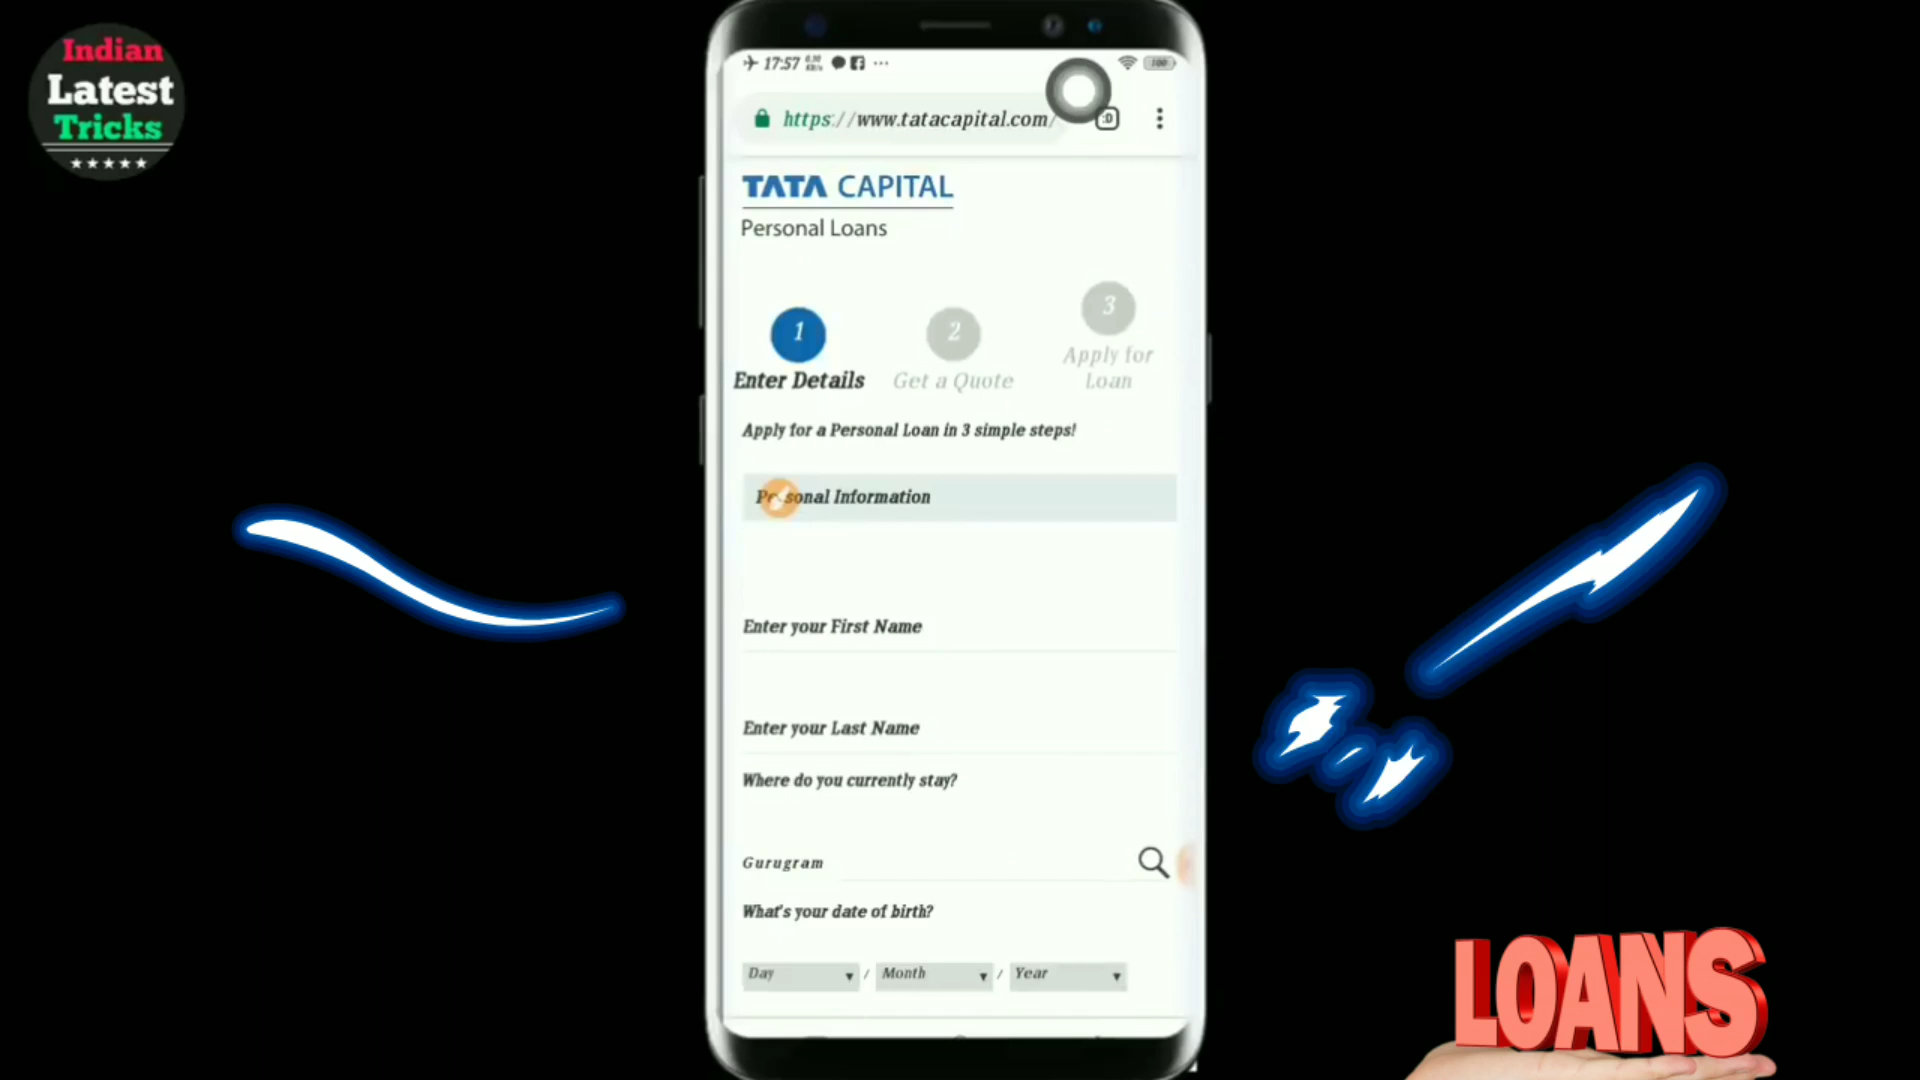 Indian
Latest
Tricks
17:57
100
https://www.tatacapital.com/
:D
TATA CAPITAL
Personal Loans
1
2
3
Enter Details
Get a Quote
Apply for
Loan
Apply for a Personal Loan in 3 simple steps!
Personal Information
Enter your First Name
Enter your Last Name
Where do you currently stay?
Gurugram
What's your date of birth?
Day / Month / Year
LOANS